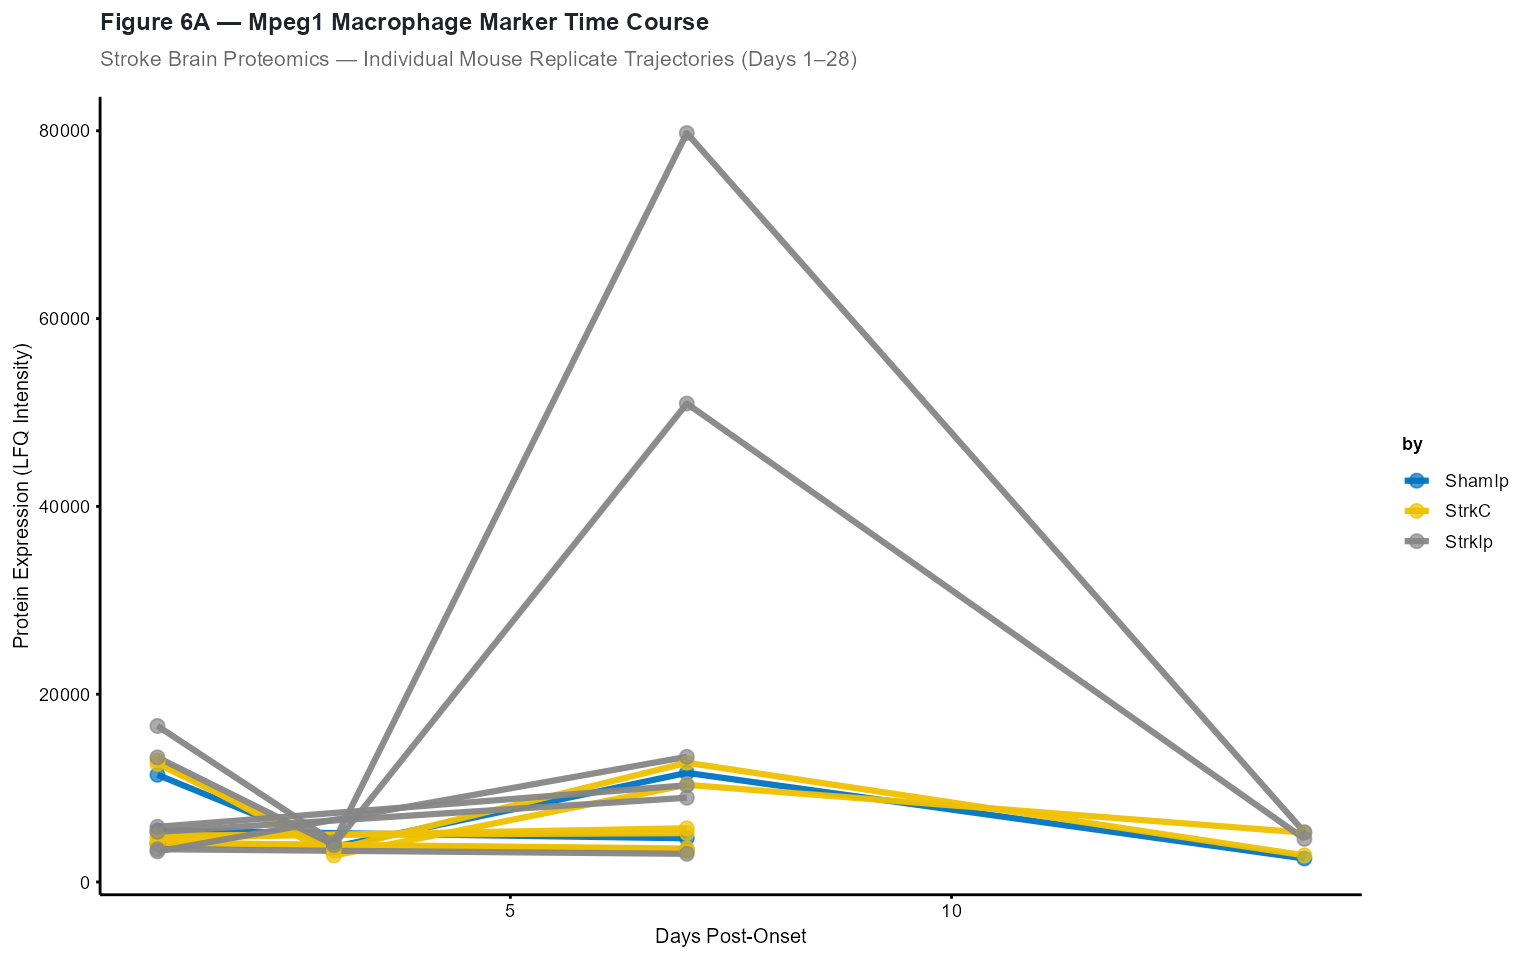 Figure 6A — Mpeg1 Macrophage Marker Time Course
Stroke Brain Proteomics — Individual Mouse Replicate Trajectories (Days 1–28)
Protein Expression (LFQ Intensity)
80000
60000
40000
20000
0
5
10
Days Post-Onset
by
ShamIp
StrkC
StrkIp